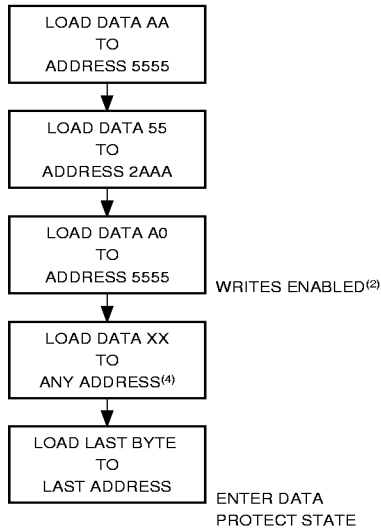 LOAD DATA AA
TO
ADDRESS 5555
LOAD DATA 55
TO
ADDRESS 2AAA
LOAD DATA A0
TO
ADDRESS 5555
WRITES ENABLED(2)
LOAD DATA XX
TO
ANY ADDRESS(4)
LOAD LAST BYTE
TO
LAST ADDRESS
ENTER DATA
PROTECT STATE